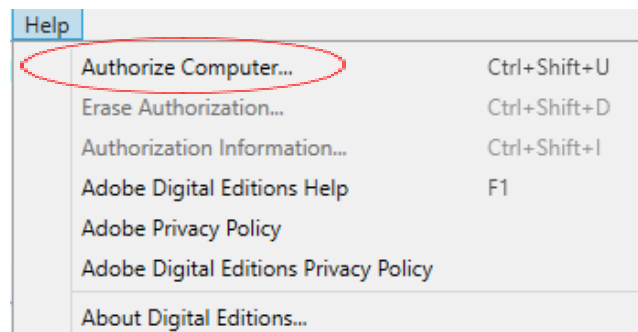 Help
Authorize Computer... Ctrl+Shift+U
Erase Authorization... Ctrl+Shift+D
Authorization Information... Ctrl+Shift+I
Adobe Digital Editions Help F1
Adobe Privacy Policy
Adobe Digital Editions Privacy Policy
About Digital Editions...